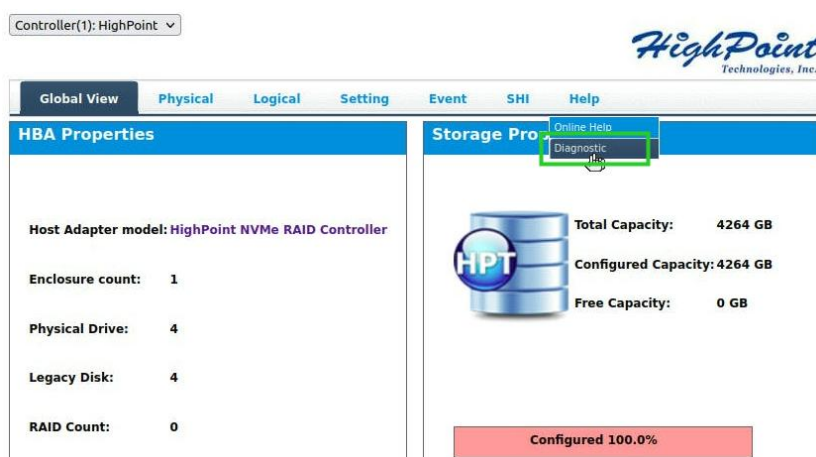 Controller(1): HighPoint
HighPoint
Technologies, Inc.
Global View Physical Logical Setting Event SHI Help
Online Help
Diagnostic
HBA Properties
Host Adapter model: HighPoint NVMe RAID Controller
Enclosure count: 1
Physical Drive: 4
Legacy Disk: 4
RAID Count: 0
Storage Pro
HPT
Total Capacity: 4264 GB
Configured Capacity: 4264 GB
Free Capacity: 0 GB
Configured 100.0%